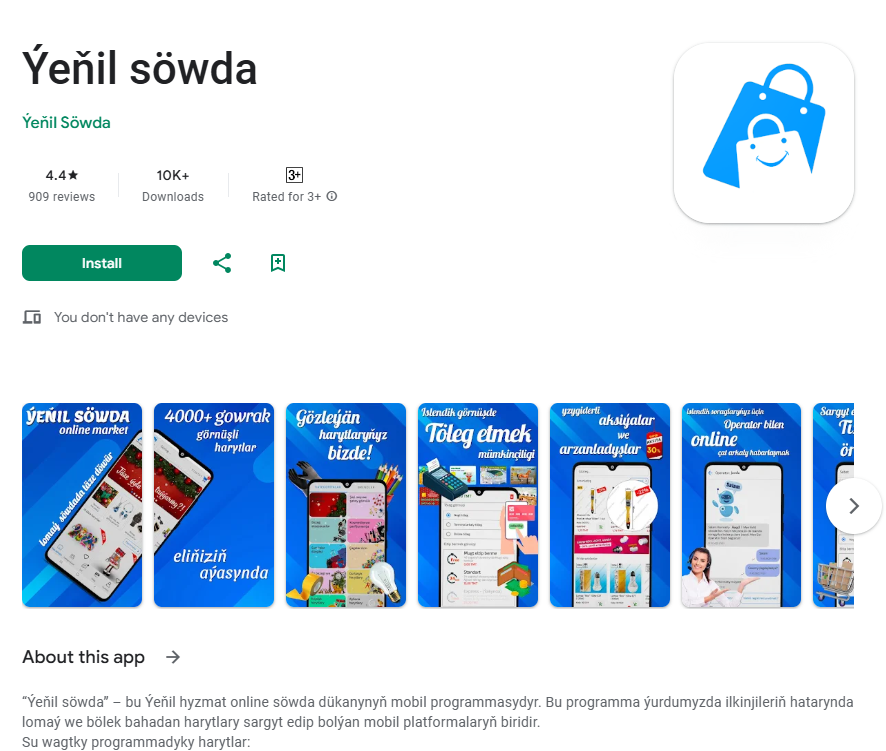 Ýeňil söwda
Ýeňil Söwda
4.4★
909 reviews
10K+
Downloads
3+
Rated for 3+
Install
You don't have any devices
ÝEŇIL SÖWDA
online market
lomaý söwdada täze döwür
4000+ gowrak
görnüşli
harytlar
eliňiziň
aýasynda
Gözleýän
harytlaryňyz
bizde!
Islendik görnüşde
Töleg etmek
mümkinçiligi
yzygiderli
aksiýalar
we
arzanladyşlar
30%
islendik soraglaryňyz üçin
Operator bilen
online
çat arkaly habarlaşmak
Sargyt
About this app
“Ýeňil söwda” – bu Ýeňil hyzmat online söwda dükanynyň mobil programmasydyr. Bu programma ýurdumyzda ilkinjileriň hatarynda
lomaý we bölek bahadan harytlary sargyt edip bolýan mobil platformalaryň biridir.
Su wagtky programmadyky harytlar: